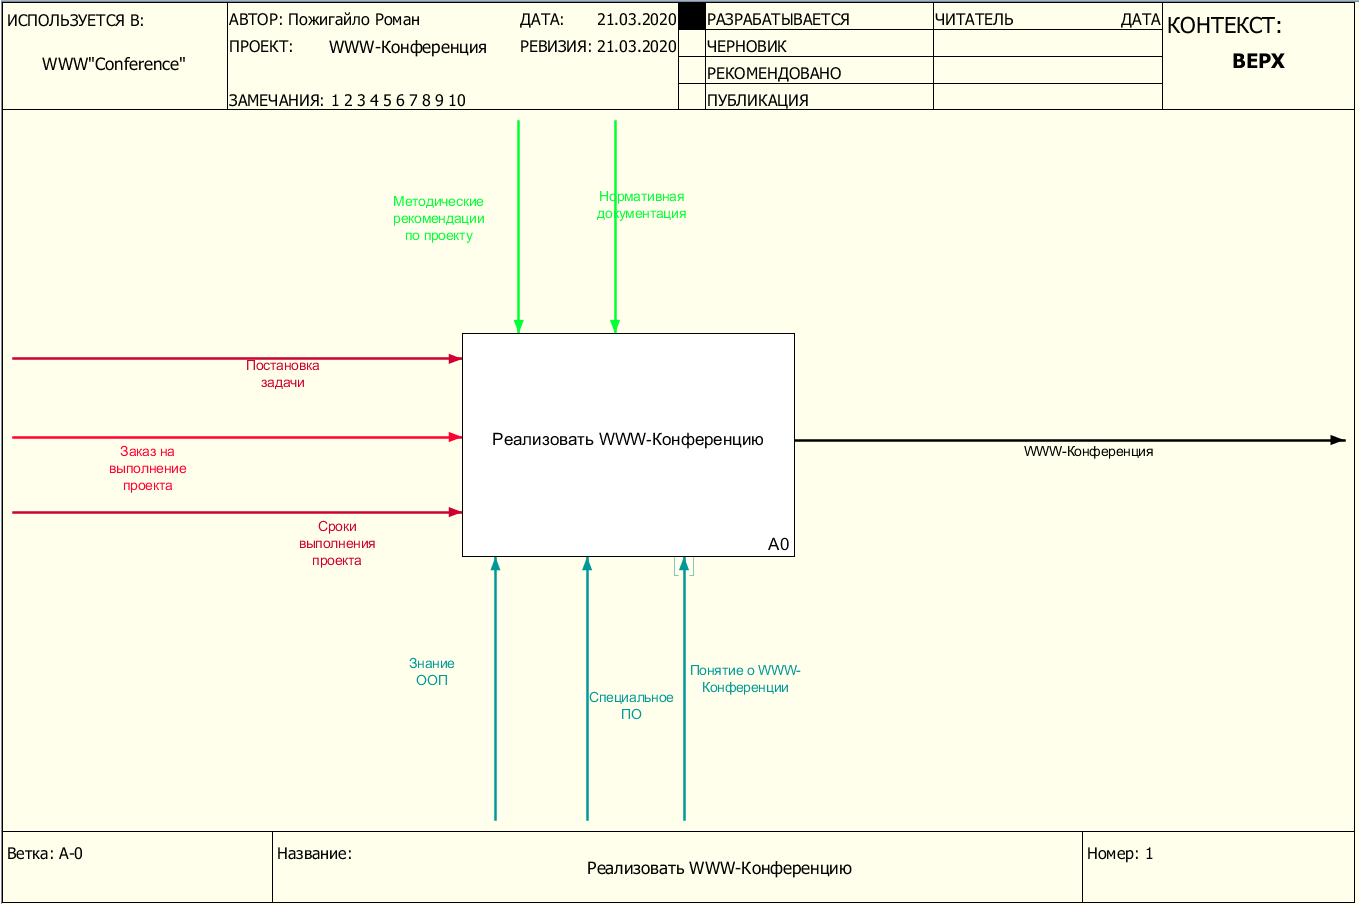 ИСПОЛЬЗУЕТСЯ В:
WWW"Conference"
АВТОР: Пожигайло Роман
ДАТА: 21.03.2020
ПРОЕКТ: WWW-Конференция
РЕВИЗИЯ: 21.03.2020
ЗАМЕЧАНИЯ: 1 2 3 4 5 6 7 8 9 10
РАЗРАБАТЫВАЕТСЯ
ЧЕРНОВИК
РЕКОМЕНДОВАНО
ПУБЛИКАЦИЯ
ЧИТАТЕЛЬ ДАТА
КОНТЕКСТ:
ВЕРХ
Методические
рекомендации
по проекту
Нормативная
документация
Постановка
задачи
Заказ на
выполнение
проекта
Сроки
выполнения
проекта
Реализовать WWW-Конференцию
A0
WWW-Конференция
Знание
ООП
Специальное
ПО
Понятие о WWW-
Конференции
Ветка: A-0
Название:
Реализовать WWW-Конференцию
Номер: 1